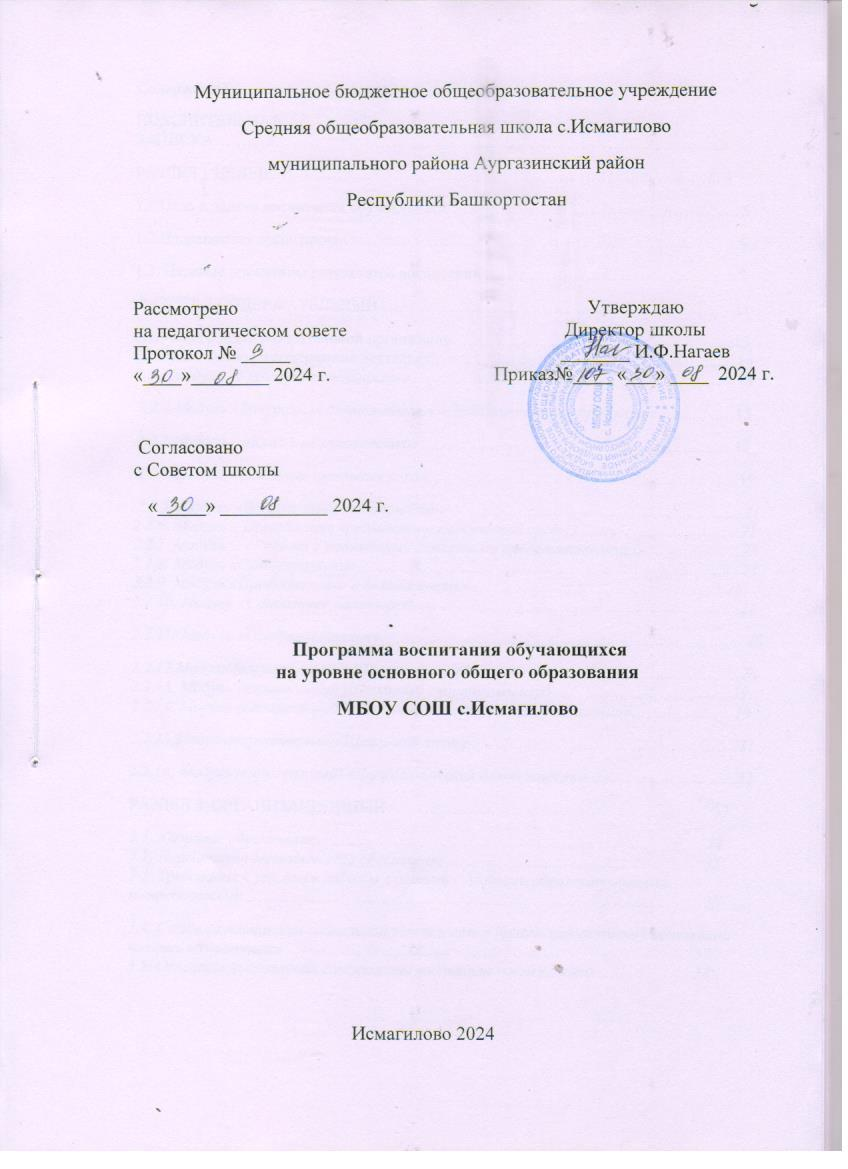 Муниципальное бюджетное общеобразовательное учреждение
Средняя общеобразовательная школа с.Исмагилово
муниципального района Аургазинский район
Республики Башкортостан
Рассмотрено
на педагогическом совете
Протокол № 9
«30» 08 2024 г.
Утверждаю
Директор школы
И.Ф.Нагаев
Приказ№ 107 «30» 08 2024 г.
Согласовано
с Советом школы
«30» 08 2024 г.
Программа воспитания обучающихся
на уровне основного общего образования
МБОУ СОШ с.Исмагилово
Исмагилово 2024